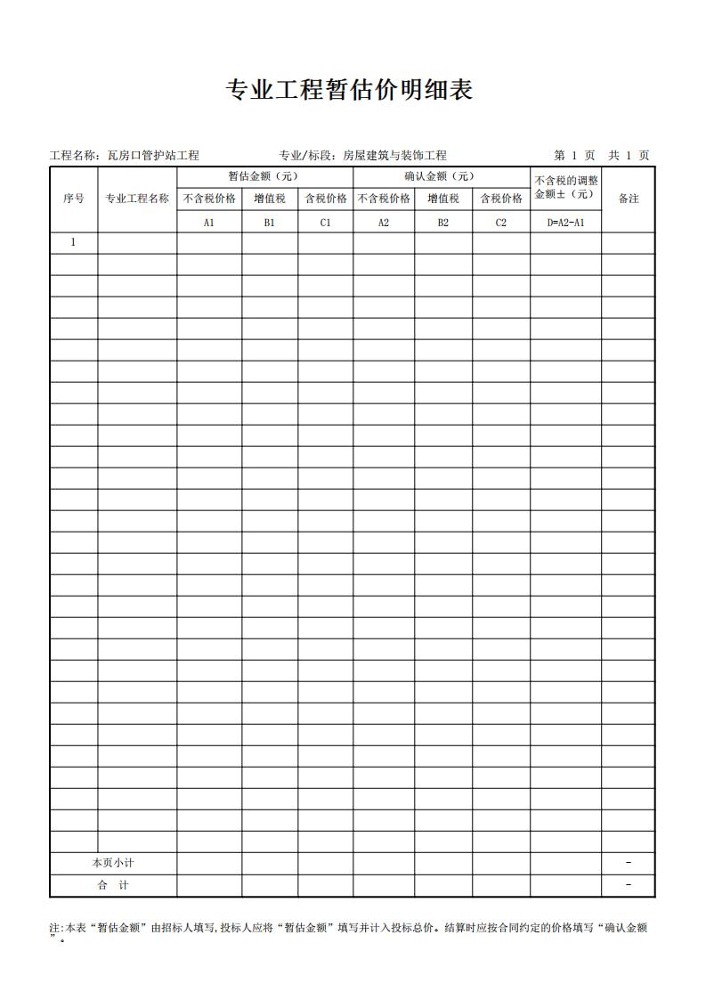 专业工程暂估价明细表
工程名称：瓦房口管护站工程 专业/标段：房屋建筑与装饰工程 第 1 页 共 1 页
序号 专业工程名称 暂估金额（元） 确认金额（元） 不含税的调整金额±（元） 备注
不含税价格 增值税 含税价格 不含税价格 增值税 含税价格
A1 B1 C1 A2 B2 C2 D=A2-A1
1
本页小计 -
合 计 -
注:本表“暂估金额”由招标人填写,投标人应将“暂估金额”填写并计入投标总价。结算时应按合同约定的价格填写“确认金额
”。